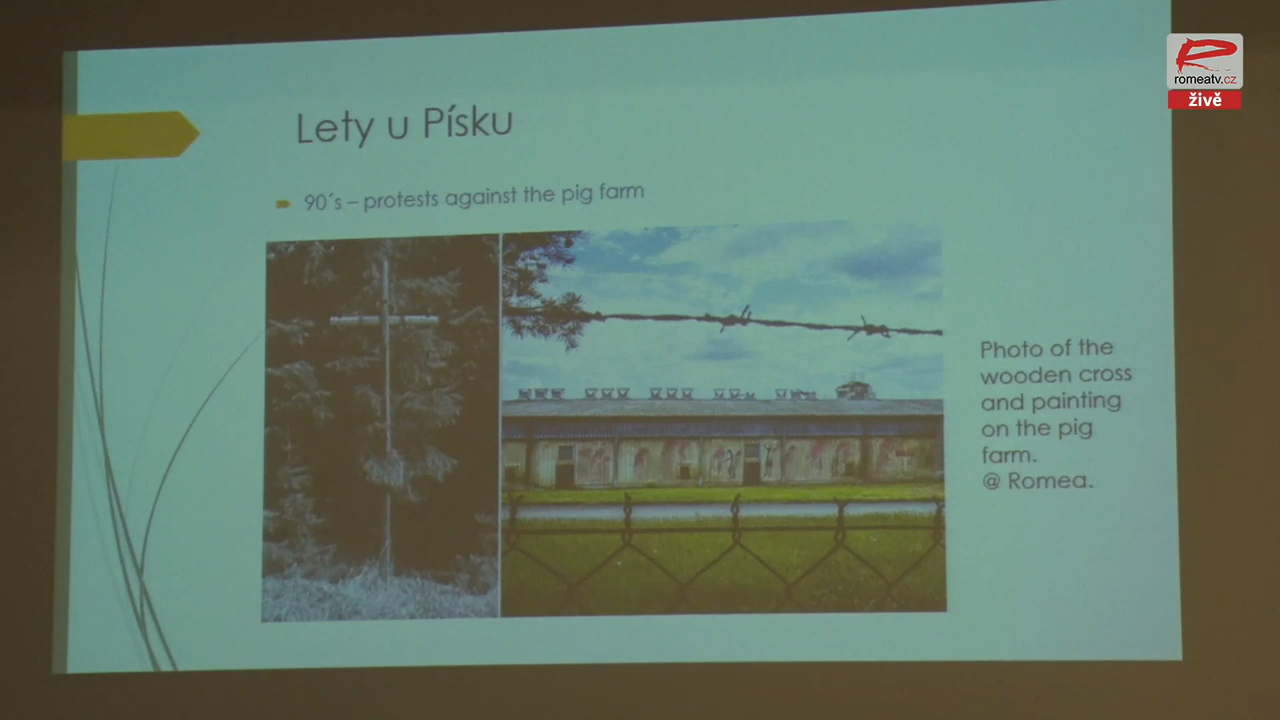 romeatv.cz
živě
Lety u Písku
90´s – protests against the pig farm
Photo of the
wooden cross
and painting
on the pig
farm.
@ Romea.